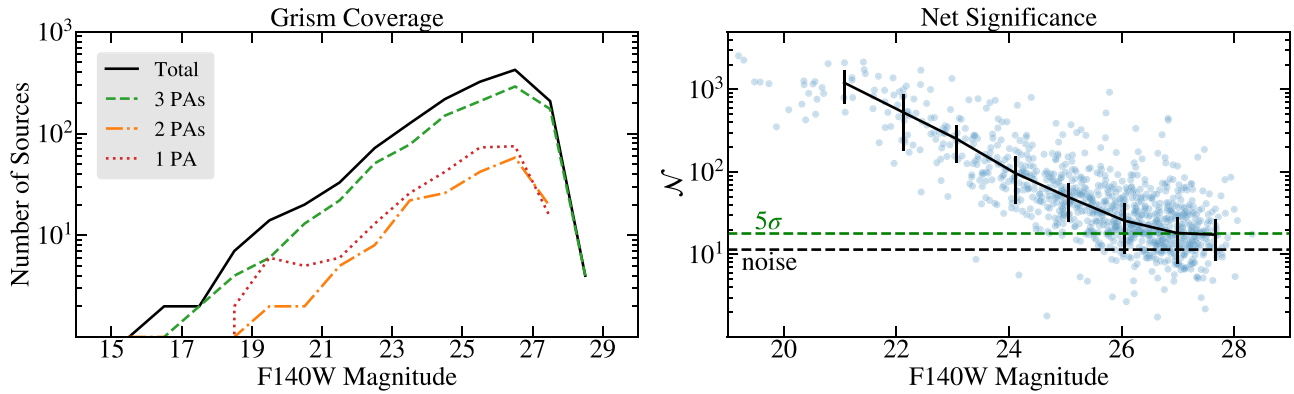 Grism Coverage
10³
10²
10¹
Number of Sources
Total
3 PAs
2 PAs
1 PA
15 17 19 21 23 25 27 29
F140W Magnitude
Net Significance
10³
10²
10¹
𝒩
5σ
noise
20 22 24 26 28
F140W Magnitude